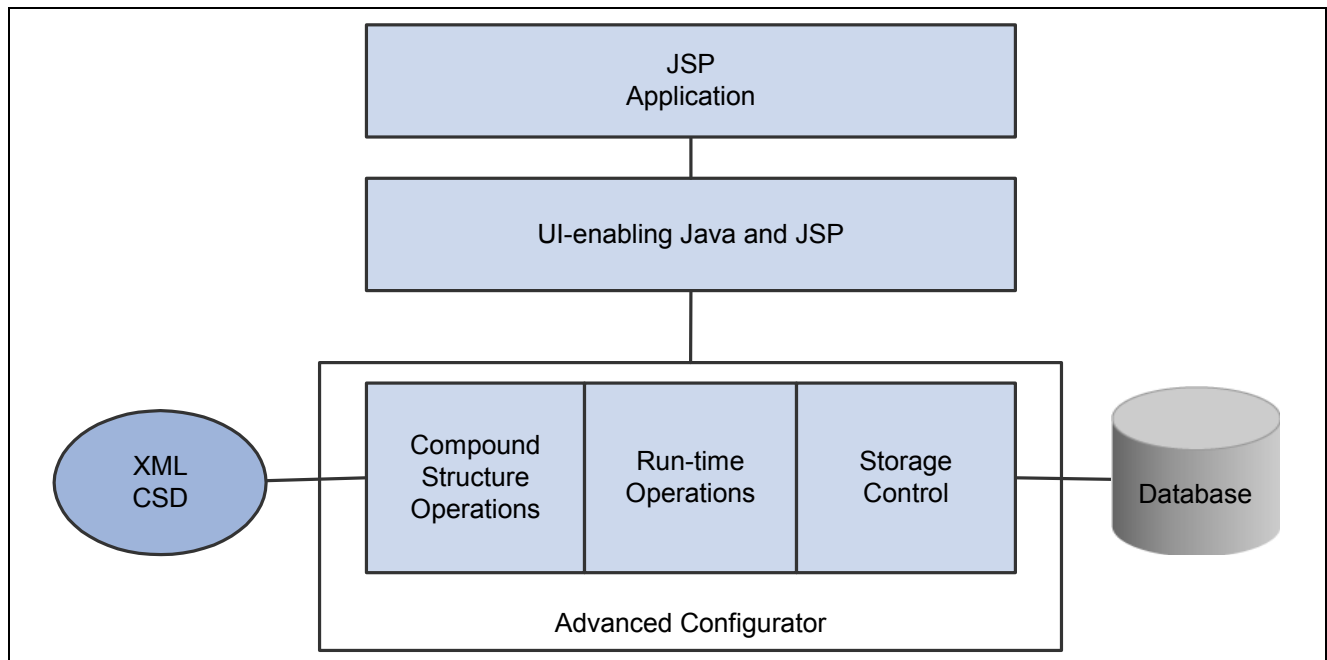 JSP
Application
UI-enabling Java and JSP
XML
CSD
Compound
Structure
Operations
Run-time
Operations
Storage
Control
Database
Advanced Configurator